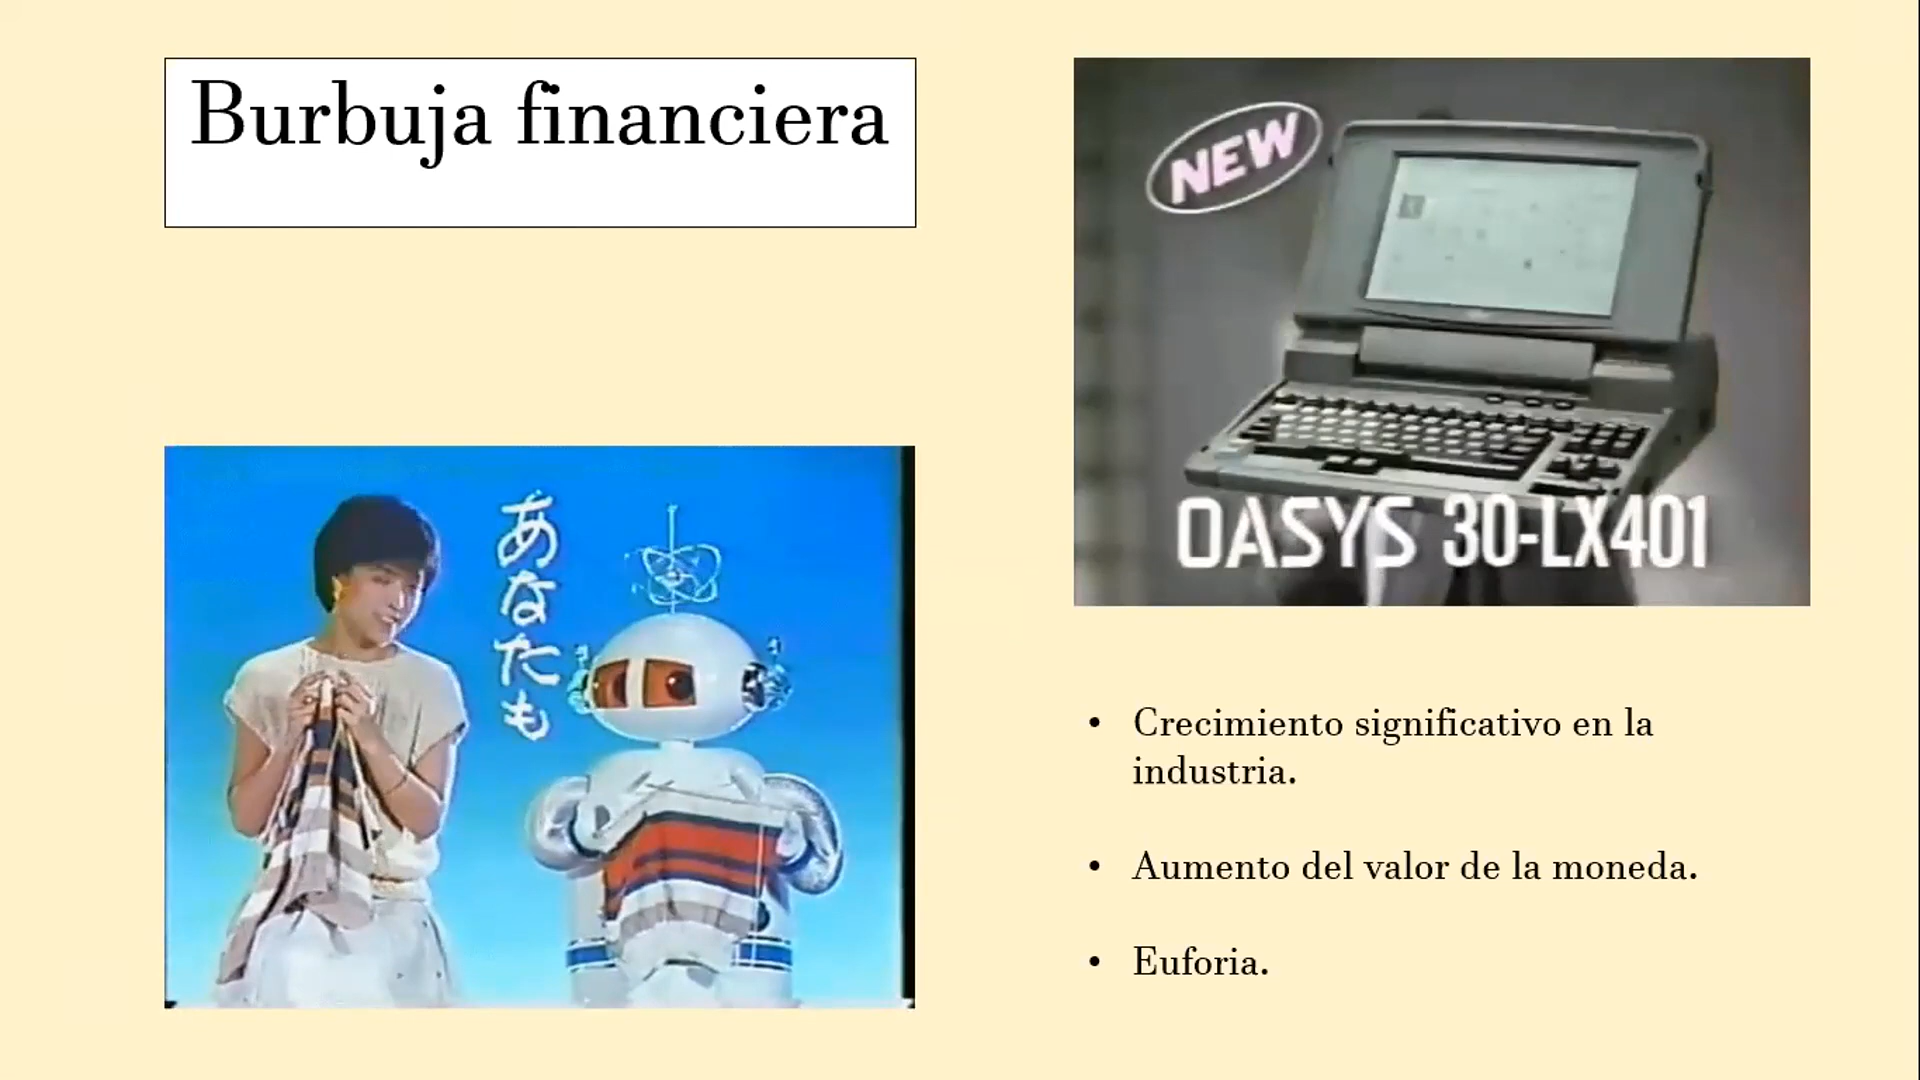 Burbuja financiera
NEW
OASYS 30-LX401
あなたも
• Crecimiento significativo en la
industria.
• Aumento del valor de la moneda.
• Euforia.